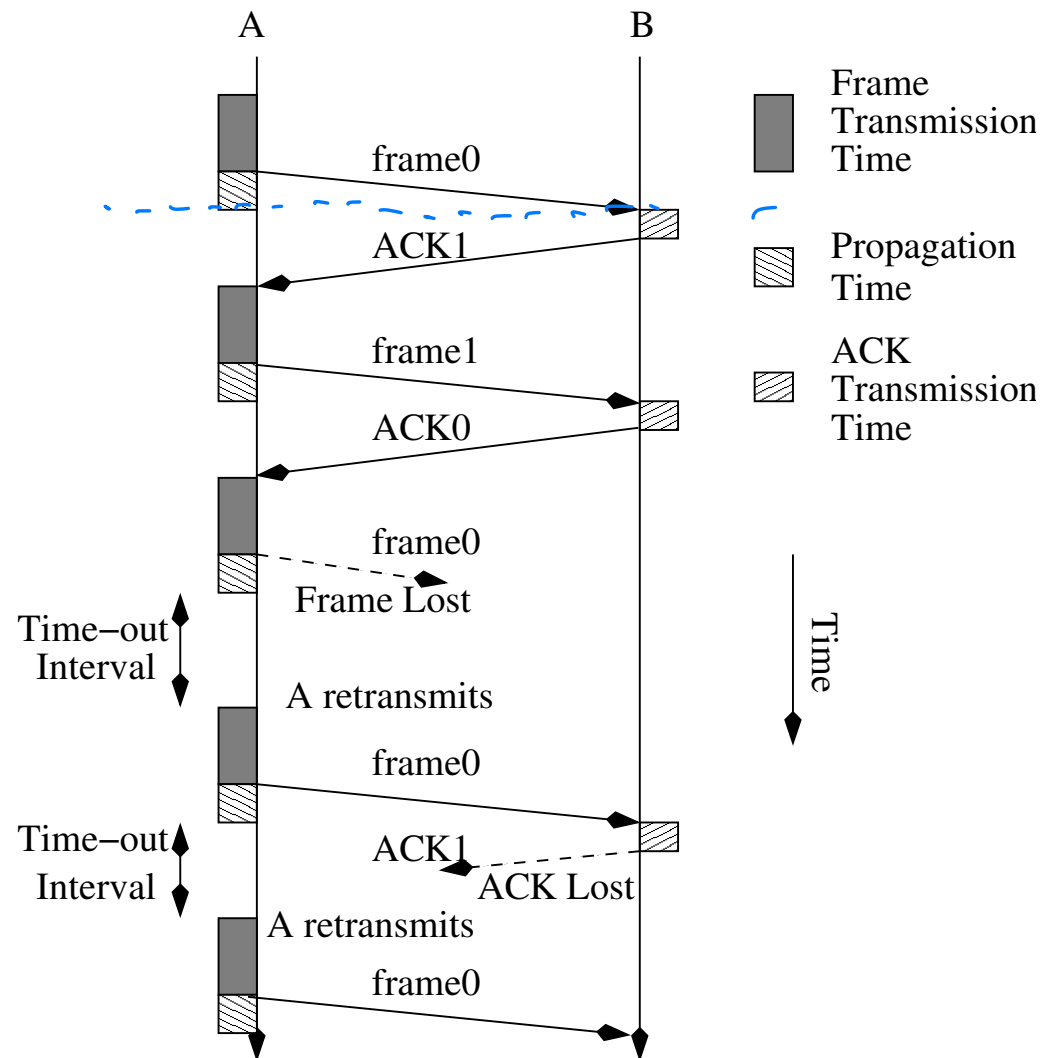 A
B
Frame
Transmission
Time
frame0
ACK1
Propagation
Time
frame1
ACK
Transmission
Time
ACK0
frame0
Frame Lost
Time−out
Interval
Time
A retransmits
frame0
Time−out
Interval
ACK1
ACK Lost
A retransmits
frame0